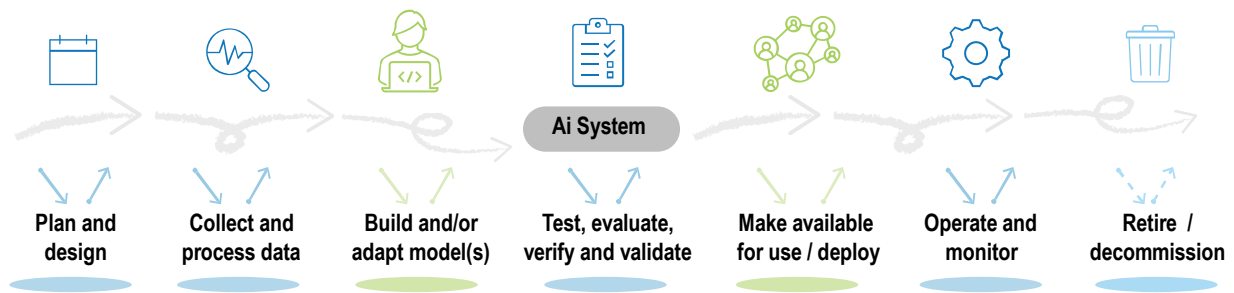 </>
Ai System
Plan and
design
Collect and
process data
Build and/or
adapt model(s)
Test, evaluate,
verify and validate
Make available
for use / deploy
Operate and
monitor
Retire /
decommission